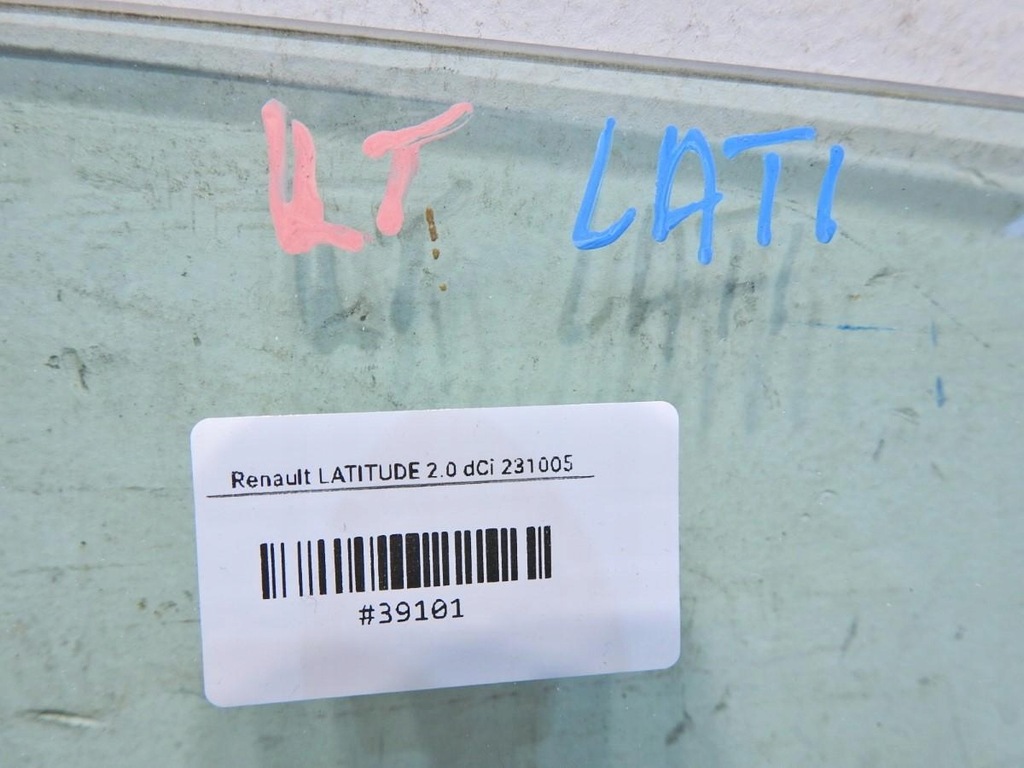 LT LATI
Renault LATITUDE 2.0 dCi 231005
#39101